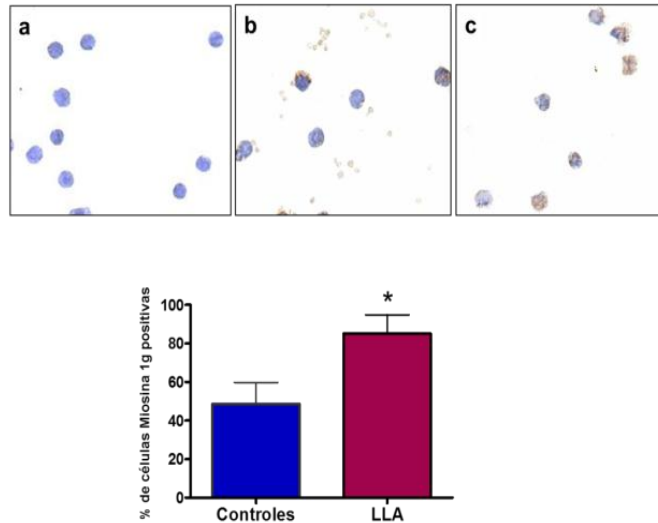 a
b
c
% de células Miosina 1g positivas
100
80
60
40
20
0
*
Controles
LLA